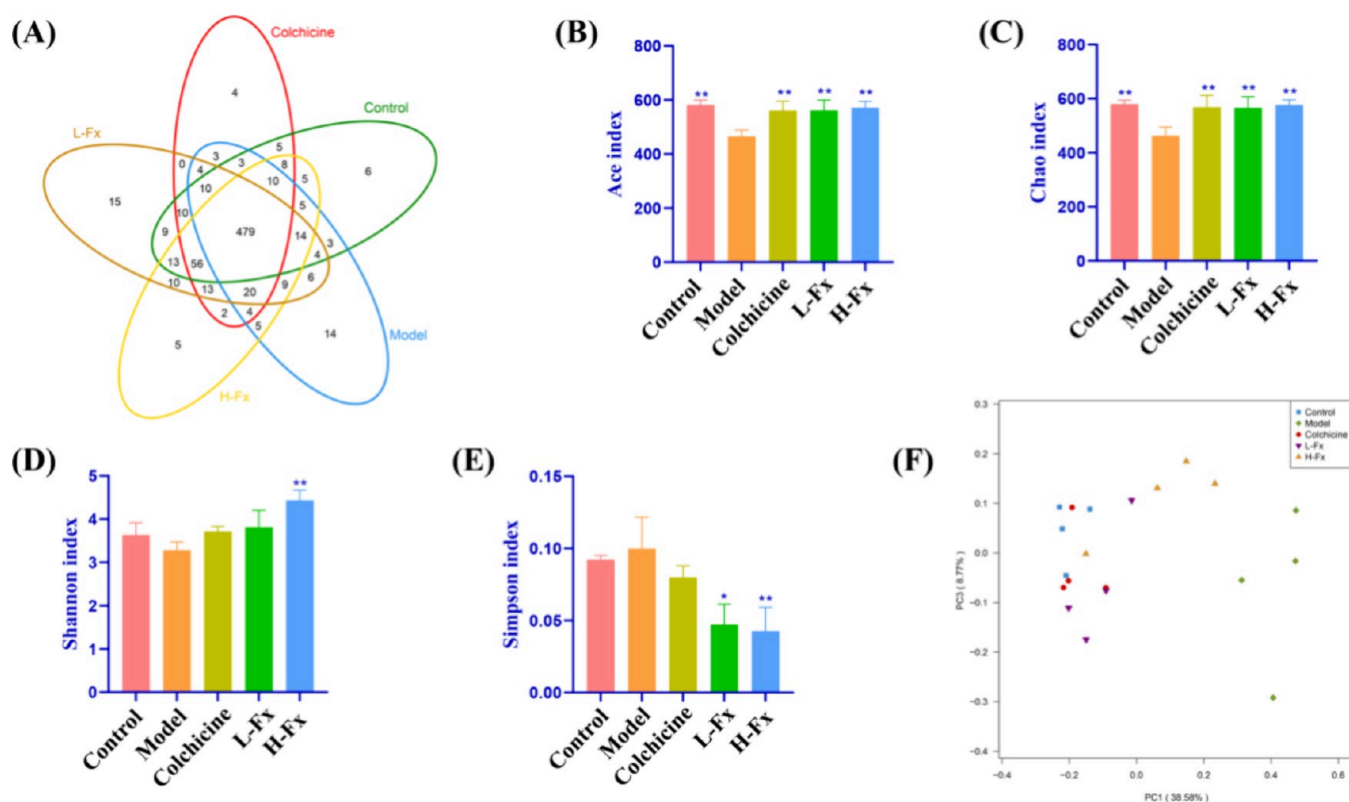 (A)
Colchicine
Control
L-Fx
Model
H-Fx
4
5
6
15
0
3
3
8
5
4
10
10
5
10
9
479
14
3
4
13
56
6
10
13
20
9
2
4
5
5
14
(B)
Ace index
800
600
400
200
0
** ** ** **
Control Model Colchicine L-Fx H-Fx
(C)
Chao index
800
600
400
200
0
** ** ** **
Control Model Colchicine L-Fx H-Fx
(D)
Shannon index
5
4
3
2
1
0
**
Control Model Colchicine L-Fx H-Fx
(E)
Simpson index
0.15
0.10
0.05
0.00
* **
Control Model Colchicine L-Fx H-Fx
(F)
Control
Model
Colchicine
L-Fx
H-Fx
PC3 ( 8.77% )
0.3
0.2
0.1
0.0
−0.1
−0.2
−0.3
−0.4
−0.4 −0.2 0.0 0.2 0.4 0.6
PC1 ( 38.58% )